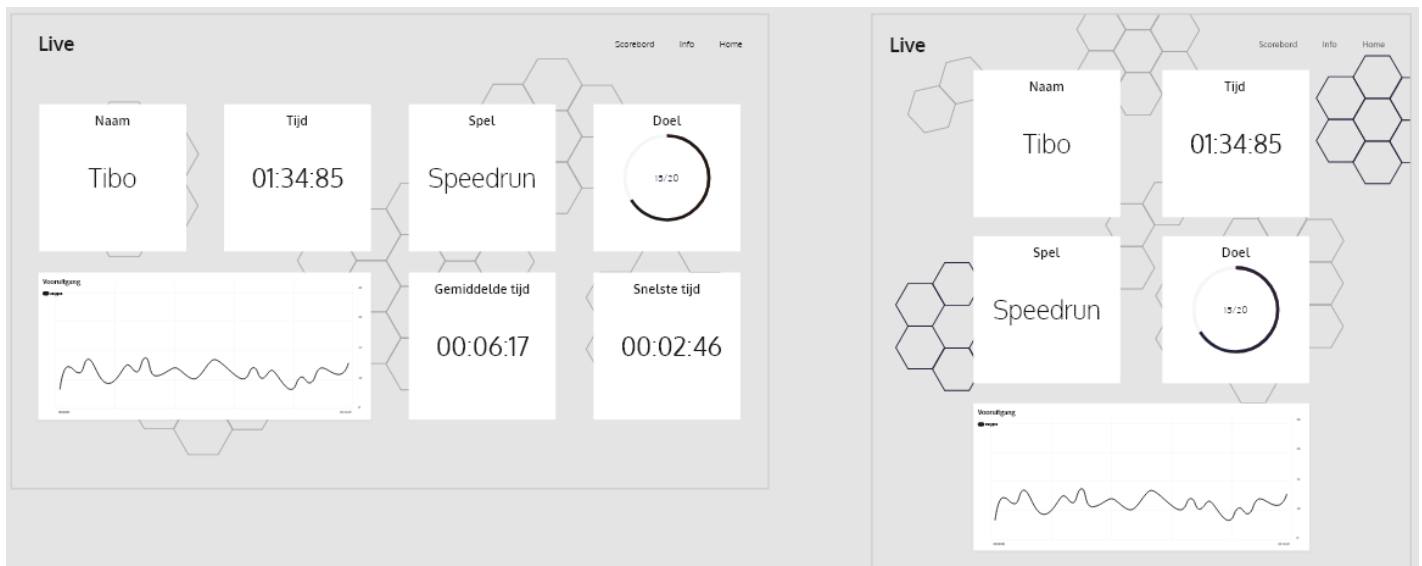 Live
Scorebord Info Home
Naam
Tibo
Tijd
01:34:85
Spel
Speedrun
Doel
15/20
Vooruitgang
Gemiddelde tijd
00:06:17
Snelste tijd
00:02:46
Live
Scorebord Info Home
Naam
Tibo
Tijd
01:34:85
Spel
Speedrun
Doel
15/20
Vooruitgang